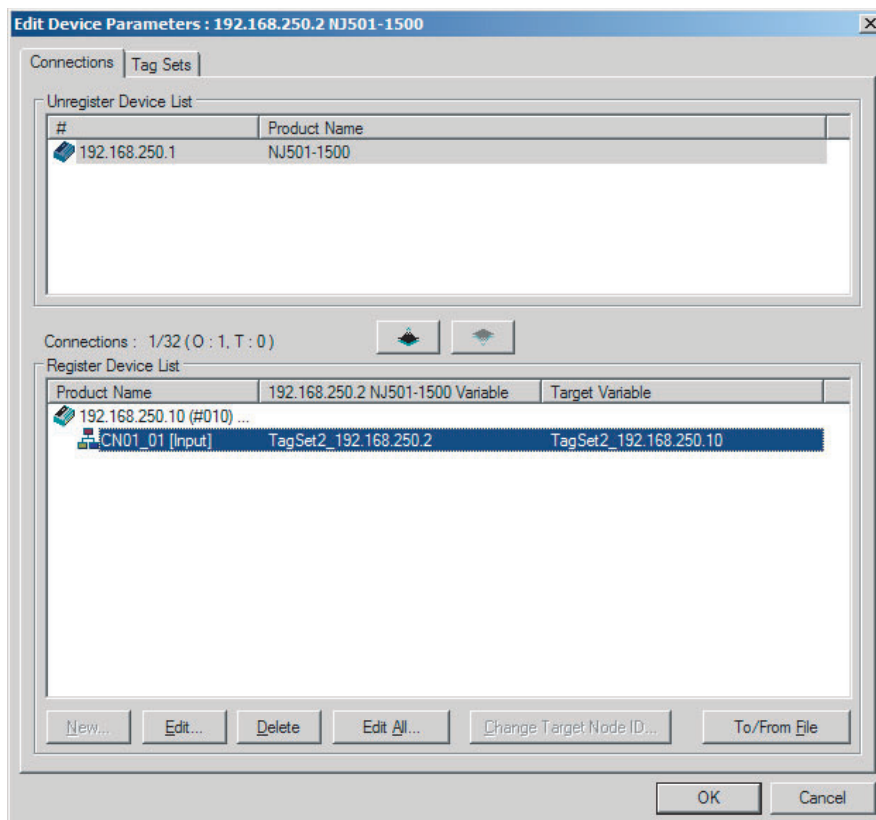 Edit Device Parameters : 192.168.250.2 NJ501-1500
Connections Tag Sets
Unregister Device List
# Product Name
192.168.250.1 NJ501-1500
Connections : 1/32 ( O : 1, T : 0 )
Register Device List
Product Name 192.168.250.2 NJ501-1500 Variable Target Variable
192.168.250.10 (#010) ...
CN01_01 [Input] TagSet2_192.168.250.2 TagSet2_192.168.250.10
New... Edit... Delete Edit All... Change Target Node ID... To/From File
OK Cancel